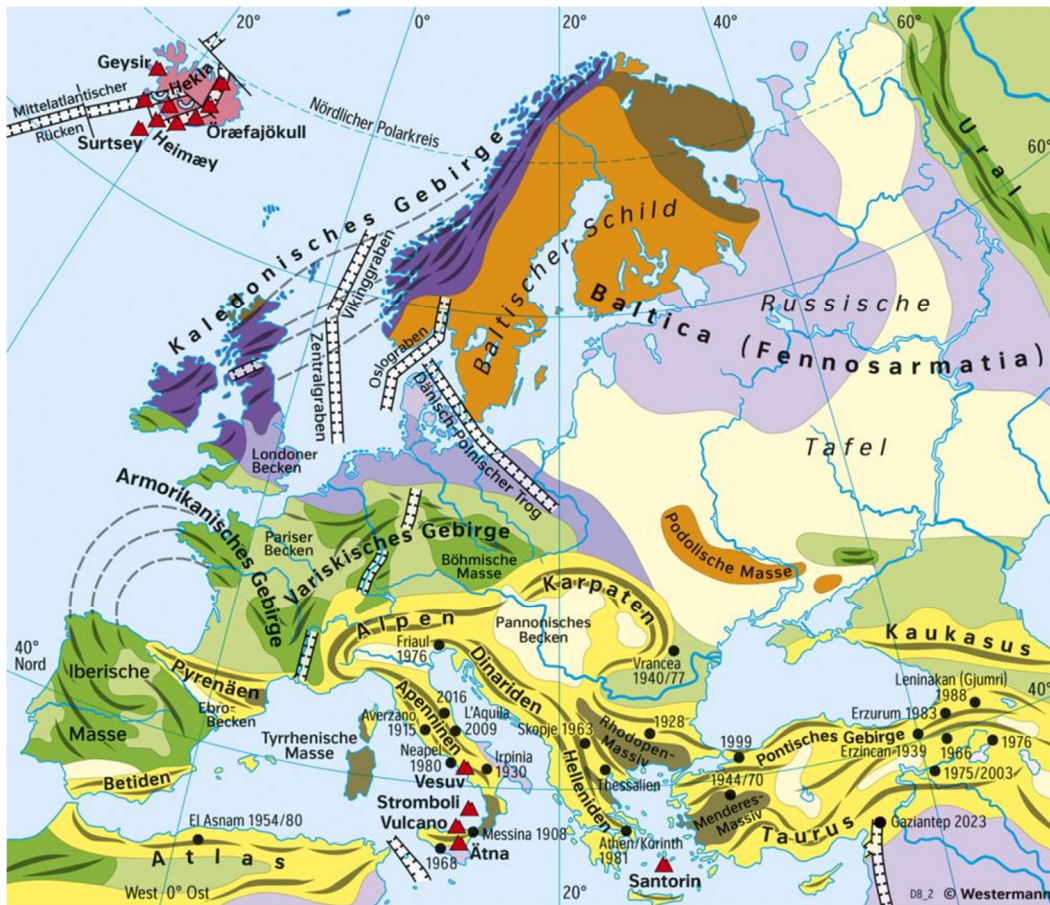 20°
0°
20°
40°
60°
Geysir
Hekla
Mittelatlantischer
Rücken
Surtsey
Heimæy
Öræfajökull
Nördlicher Polarkreis
Ural
60°
Kaledonisches Gebirge
Vikinggraben
Zentralgraben
Oslograben
Baltischer Schild
Baltica (Fennosarmatia)
Russische
Tafel
Dänisch-Polnischer Trog
Londoner
Becken
Armorikanisches Gebirge
Pariser
Becken
Variskisches Gebirge
Böhmische
Masse
Podolische Masse
Karpaten
Alpen
Pannonisches
Becken
Friaul
1976
Vrancea
1940/77
Kaukasus
40°
Nord
Iberische
Masse
Pyrenäen
Ebro-
Becken
Dinariden
Apenninen
2016
L'Aquila
2009
Averzano
1915
Tyrrhenische
Masse
Neapel
1980
Irpinia
1930
Vesuv
Stromboli
Vulcano
Messina 1908
Ätna
1968
Skopje 1963
Rhodopen-
Massiv
1928
Thessalien
Helleniden
Athen/Korinth
1981
Santorin
1999
1944/70
Menderes-
Massiv
Pontisches Gebirge
Taurus
Leninakan (Gjumri)
1988
40°
Erzurum 1983
Erzincan 1939
1966
1976
1975/2003
Gaziantep 2023
Betiden
El Asnam 1954/80
Atlas
West 0° Ost
20°
D8_2 © Westermann